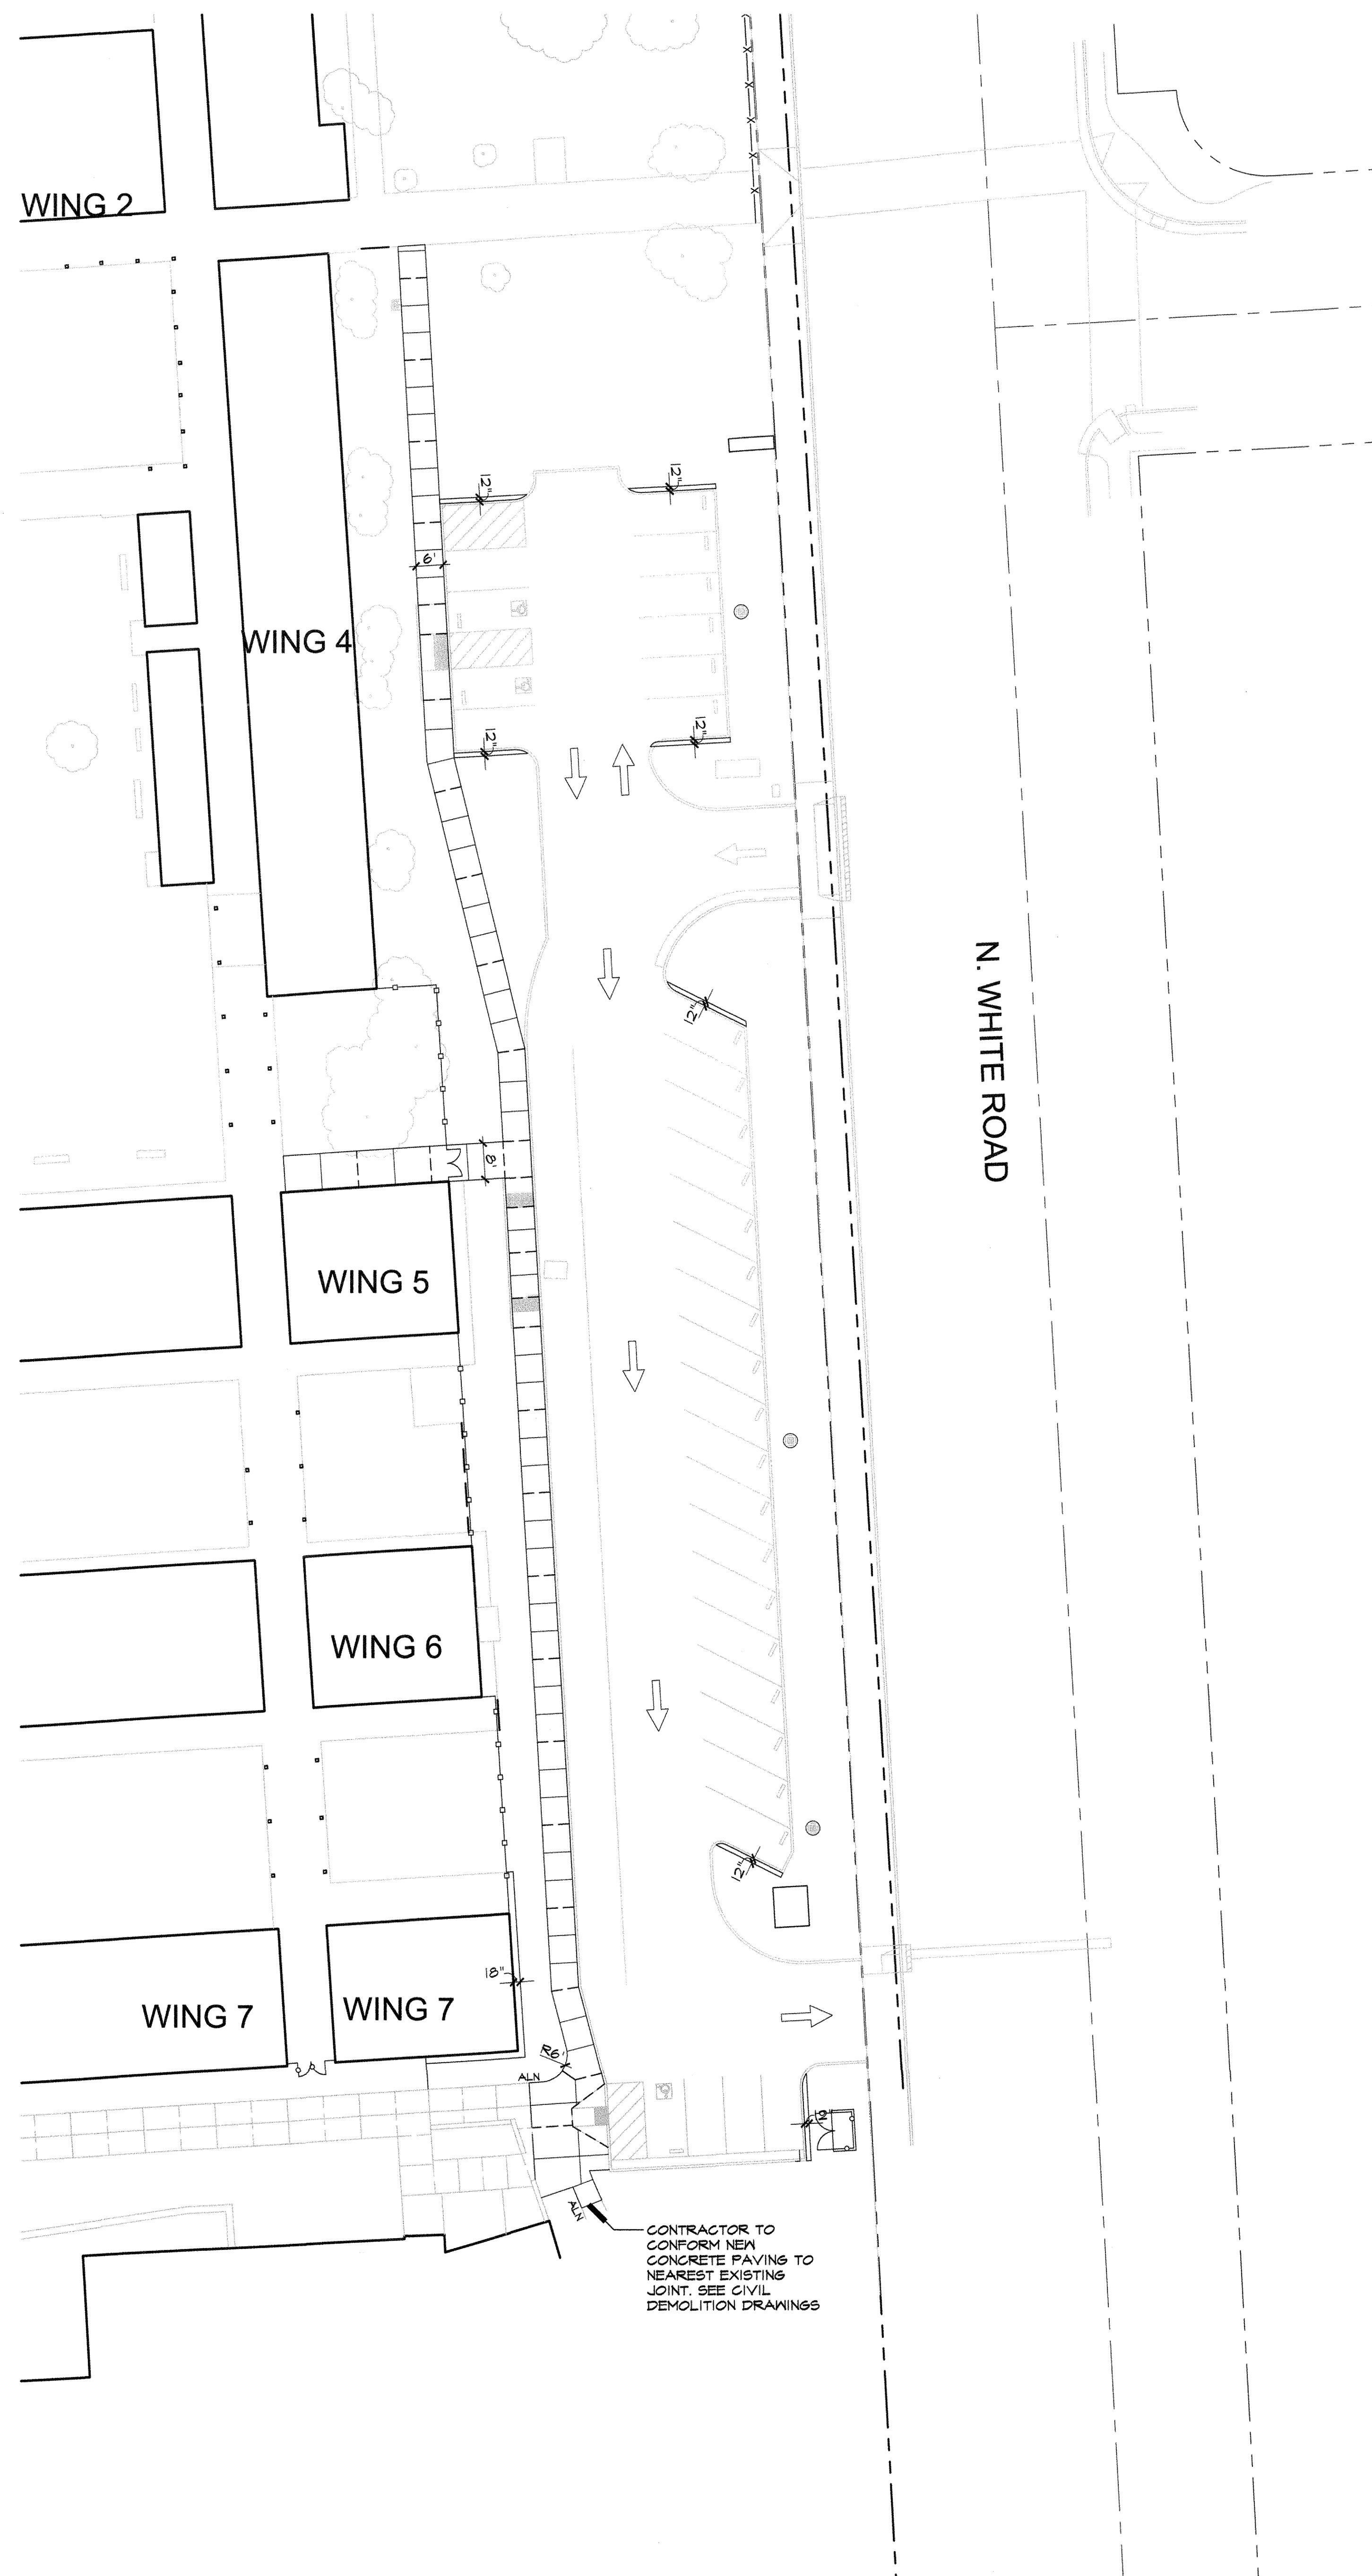 WING 2
12"
12"
6'
WING 4
12"
12"
12"
N. WHITE ROAD
8'
WING 5
WING 6
12"
18"
WING 7
WING 7
R6'
ALN
12"
ALN
CONTRACTOR TO
CONFORM NEW
CONCRETE PAVING TO
NEAREST EXISTING
JOINT. SEE CIVIL
DEMOLITION DRAWINGS